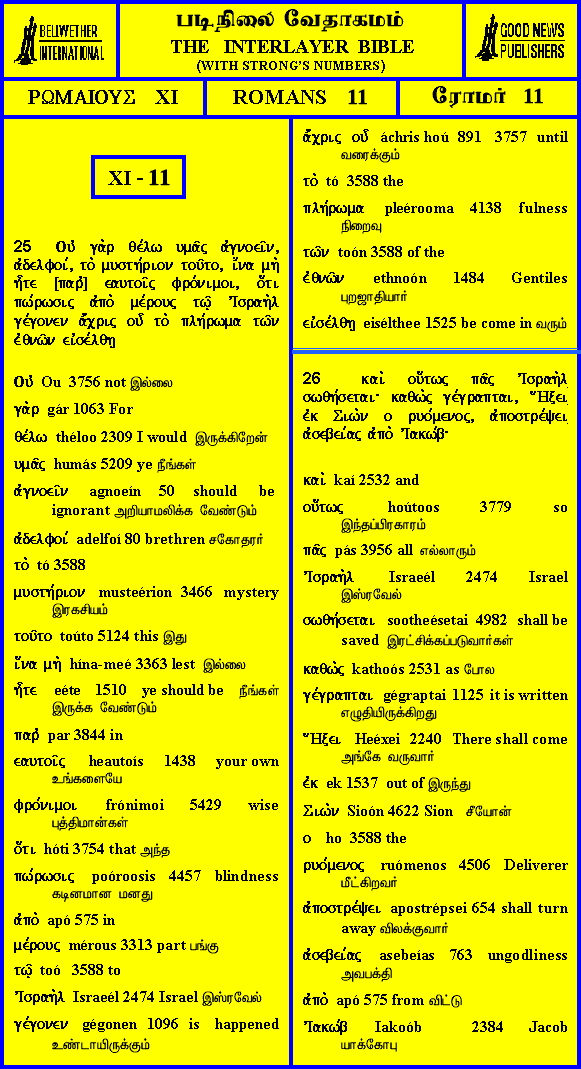 BELLWETHER
INTERNATIONAL
படிநிலை வேதாகமம்
THE INTERLAYER BIBLE
(WITH STRONG'S NUMBERS)
GOOD NEWS
PUBLISHERS
ΡΩΜΑΙΟΥΣ XI
ROMANS 11
ரோமர் 11
XI - 11
25 Οὐ γὰρ θέλω υμᾶς ἀγνοεῖν,
ἀδελφοί, τὸ μυστήριον τοῦτο, ἵνα μὴ
ἦτε [παρ᾽] εαυτοῖς φρόνιμοι, ὅτι
πώρωσις ἀπὸ μέρους τῷ Ἰσραὴλ
γέγονεν ἄχρις οὗ τὸ πλήρωμα τῶν
ἐθνῶν εἰσέλθῃ
Οὐ Ou 3756 not இல்லை
γὰρ gár 1063 For
θέλω théloo 2309 I would இருக்கிறேன்
υμᾶς humás 5209 ye நீங்கள்
ἀγνοεῖν agnoeín 50 should be
ignorant அறியாமலிக்க வேண்டும்
ἀδελφοί adelfoí 80 brethren சகோதரர்
τὸ tó 3588
μυστήριον musteérion 3466 mystery
இரகசியம்
τοῦτο toúto 5124 this இது
ἵνα μὴ hína-meé 3363 lest இல்லை
ἦτε eéte 1510 ye should be நீங்கள்
இருக்க வேண்டும்
παρ᾽ par 3844 in
εαυτοῖς heautoís 1438 your own
உங்களையே
φρόνιμοι frónimoi 5429 wise
புத்திமான்கள்
ὅτι hóti 3754 that அந்த
πώρωσις poóroosis 4457 blindness
கடினமான மனது
ἀπὸ apó 575 in
μέρους mérous 3313 part பங்கு
τῷ toó 3588 to
Ἰσραὴλ Israeél 2474 Israel இஸ்ரவேல்
γέγονεν gégonen 1096 is happened
உண்டாயிருக்கும்
ἄχρις οὗ áchris hoú 891 3757 until
வரைக்கும்
τὸ tó 3588 the
πλήρωμα pleérooma 4138 fulness
நிறைவு
τῶν toón 3588 of the
ἐθνῶν ethnoón 1484 Gentiles
புறஜாதியார்
εἰσέλθῃ eisélthee 1525 be come in வரும்
26 καὶ οὕτως πᾶς Ἰσραὴλ
σωθήσεται· καθὼς γέγραπται, Ἥξει
ἐκ Σιὼν ο ρυόμενος, ἀποστρέψει
ἀσεβείας ἀπὸ Ἰακώβ·
καὶ kaí 2532 and
οὕτως hoútoos 3779 so
இந்தப்பிரகாரம்
πᾶς pás 3956 all எல்லாரும்
Ἰσραὴλ Israeél 2474 Israel
இஸ்ரவேல்
σωθήσεται sootheésetai 4982 shall be
saved இரட்சிக்கப்படுவார்கள்
καθὼς kathoós 2531 as போல
γέγραπται gégraptai 1125 it is written
எழுதியிருக்கிறது
Ἥξει Heéxei 2240 There shall come
அங்கே வருவார்
ἐκ ek 1537 out of இருந்து
Σιὼν Sioón 4622 Sion சீயோன்
ο ho 3588 the
ρυόμενος ruómenos 4506 Deliverer
மீட்கிறவர்
ἀποστρέψει apostrépsei 654 shall turn
away விலக்குவார்
ἀσεβείας asebeías 763 ungodliness
அவபக்தி
ἀπὸ apó 575 from விட்டு
Ἰακώβ Iakoób 2384 Jacob
யாக்கோபு